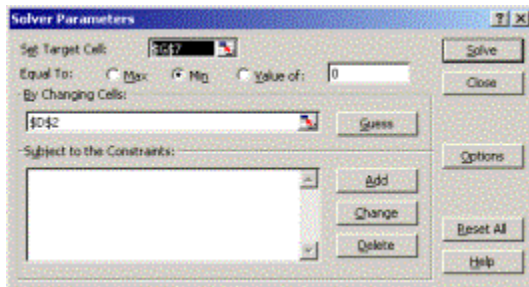 Solver Parameters
Set Target Cell: Solve
Equal To: Max Min Value of: 0 Close
By Changing Cells:
$D$2 Guess
Subject to the Constraints: Options
Add
Change Reset All
Delete Help